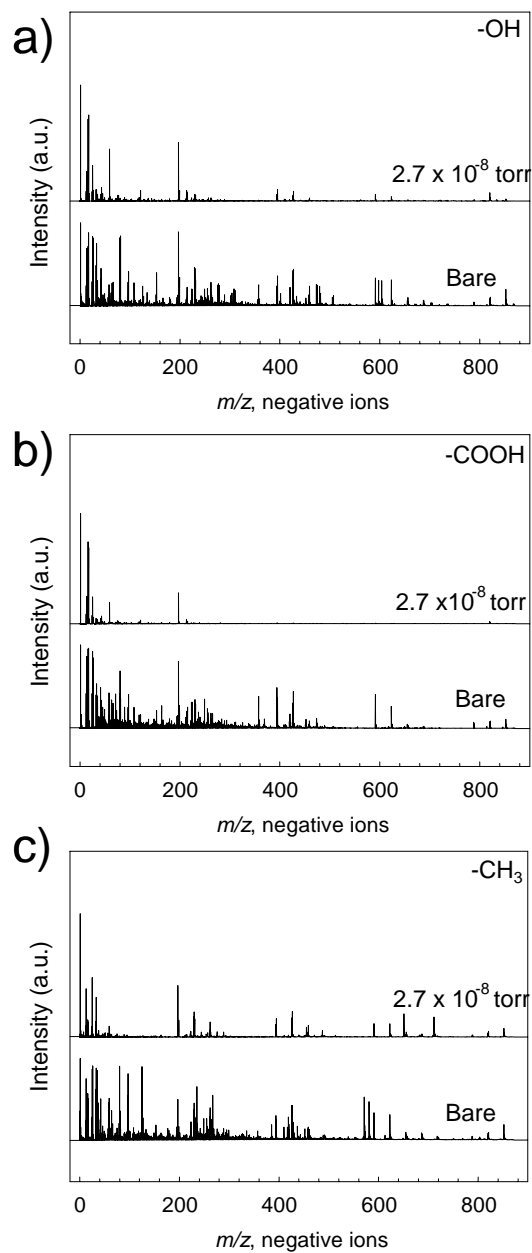 a)
-OH
2.7 x 10⁻⁸ torr
Bare
Intensity (a.u.)
0 200 400 600 800
m/z, negative ions
b)
-COOH
2.7 x10⁻⁸ torr
Bare
Intensity (a.u.)
0 200 400 600 800
m/z, negative ions
c)
-CH₃
2.7 x 10⁻⁸ torr
Bare
Intensity (a.u.)
0 200 400 600 800
m/z, negative ions